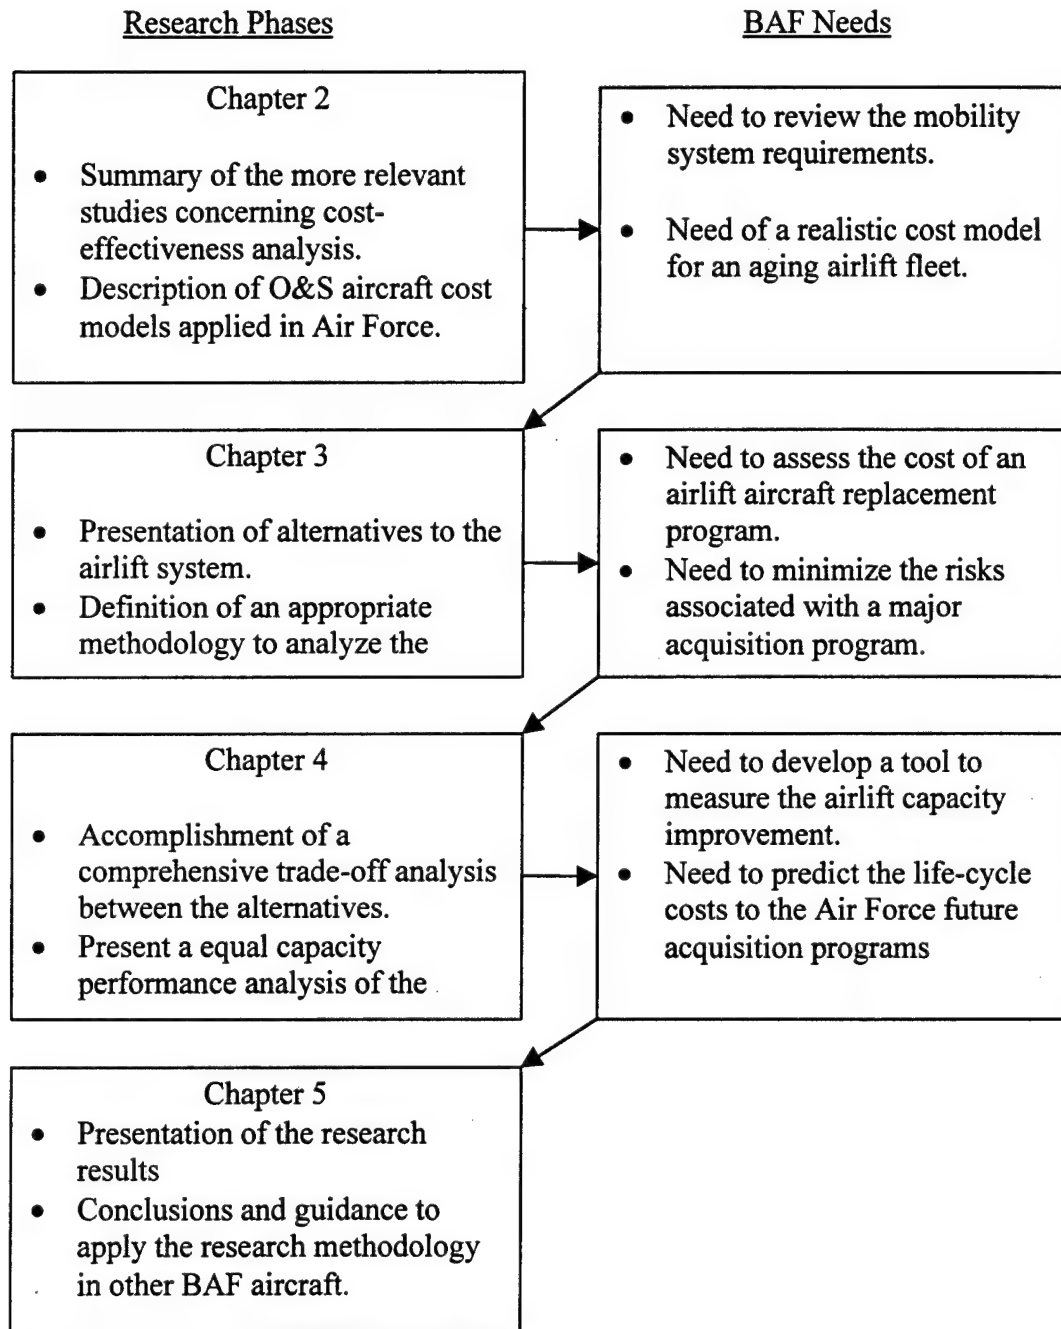 Research Phases
BAF Needs
Chapter 2
• Summary of the more relevant
studies concerning cost-
effectiveness analysis.
• Description of O&S aircraft cost
models applied in Air Force.
• Need to review the mobility
system requirements.
• Need of a realistic cost model
for an aging airlift fleet.
Chapter 3
• Presentation of alternatives to the
airlift system.
• Definition of an appropriate
methodology to analyze the
• Need to assess the cost of an
airlift aircraft replacement
program.
• Need to minimize the risks
associated with a major
acquisition program.
Chapter 4
• Accomplishment of a
comprehensive trade-off analysis
between the alternatives.
• Present a equal capacity
performance analysis of the
• Need to develop a tool to
measure the airlift capacity
improvement.
• Need to predict the life-cycle
costs to the Air Force future
acquisition programs
Chapter 5
• Presentation of the research
results
• Conclusions and guidance to
apply the research methodology
in other BAF aircraft.